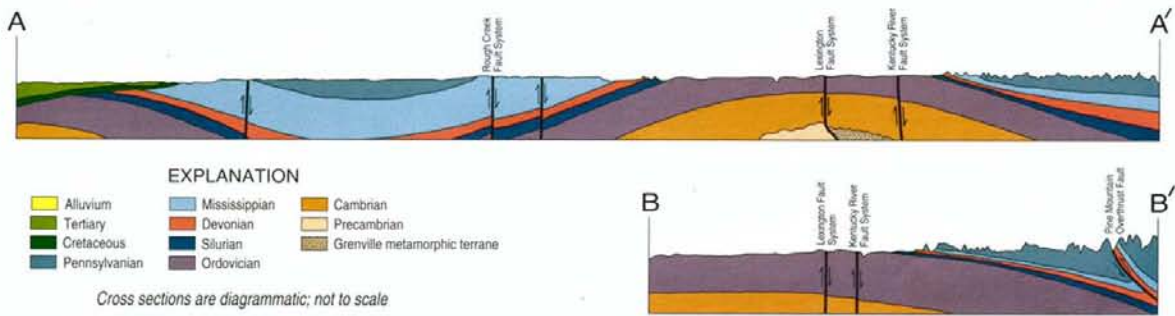 A
Rough Creek
Fault System
Lexington
Fault System
Kentucky River
Fault System
A′
EXPLANATION
Alluvium
Tertiary
Cretaceous
Pennsylvanian
Mississippian
Devonian
Silurian
Ordovician
Cambrian
Precambrian
Grenville metamorphic terrane
Cross sections are diagrammatic; not to scale
B
Lexington Fault
System
Kentucky River
Fault System
Pine Mountain
Overthrust Fault
B′